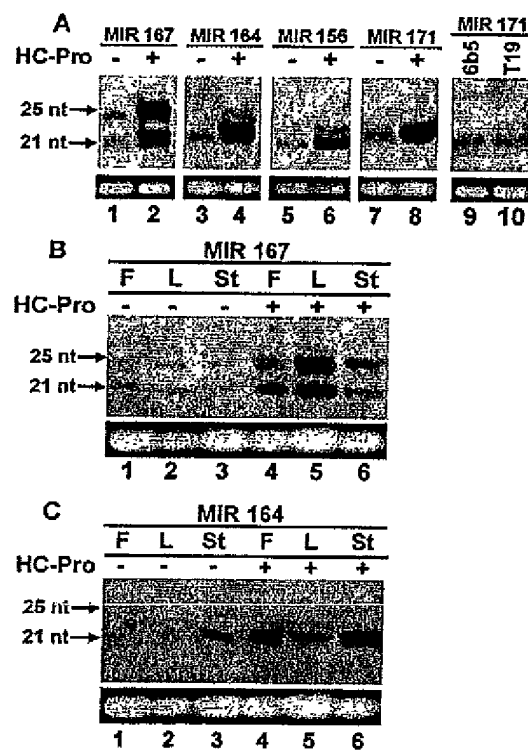 A
MIR 167 MIR 164 MIR 156 MIR 171 MIR 171
HC-Pro - + - + - + - + 6b5 T19
25 nt
21 nt
1 2 3 4 5 6 7 8 9 10
B
MIR 167
F L St F L St
HC-Pro - - - + + +
25 nt
21 nt
1 2 3 4 5 6
C
MIR 164
F L St F L St
HC-Pro - - - + + +
25 nt
21 nt
1 2 3 4 5 6